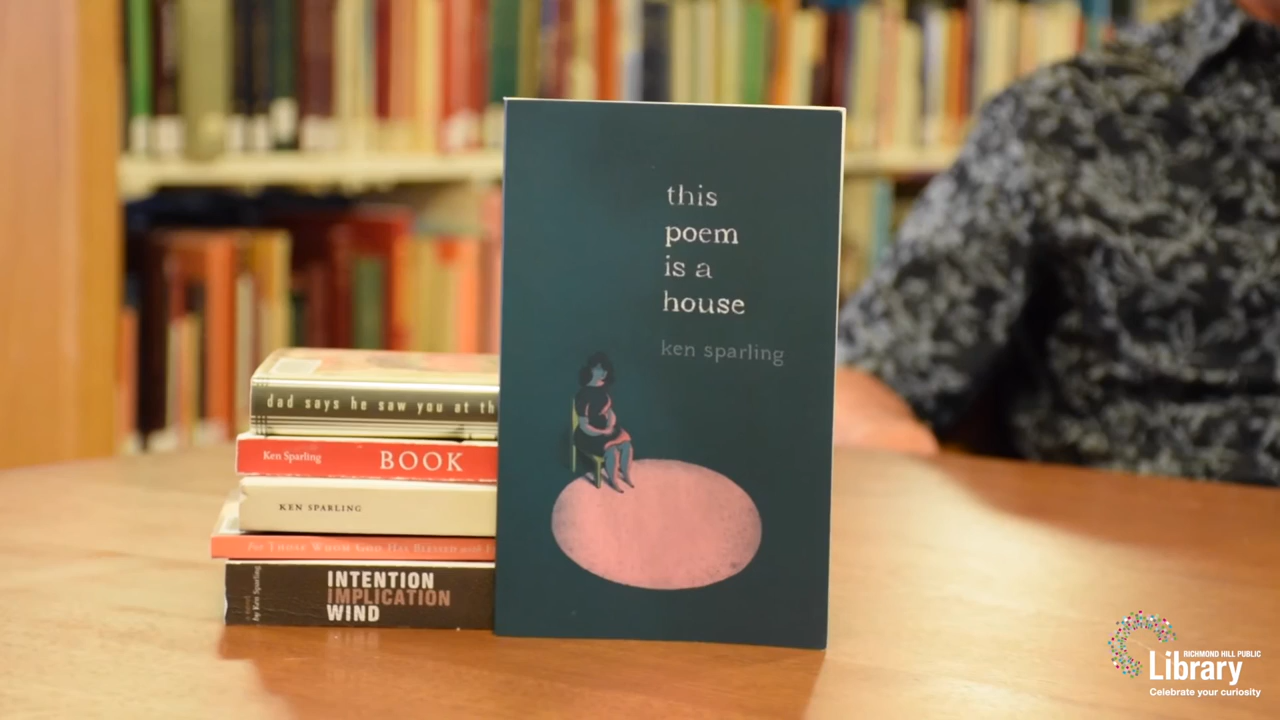 this
poem
is a
house
ken sparling
dad says he saw you at th
Ken Sparling BOOK
KEN SPARLING
For THOSE WHOM GOD HAS BLESSED with
a novel
by Ken Sparling
INTENTION
IMPLICATION
WIND
RICHMOND HILL PUBLIC
Library
Celebrate your curiosity